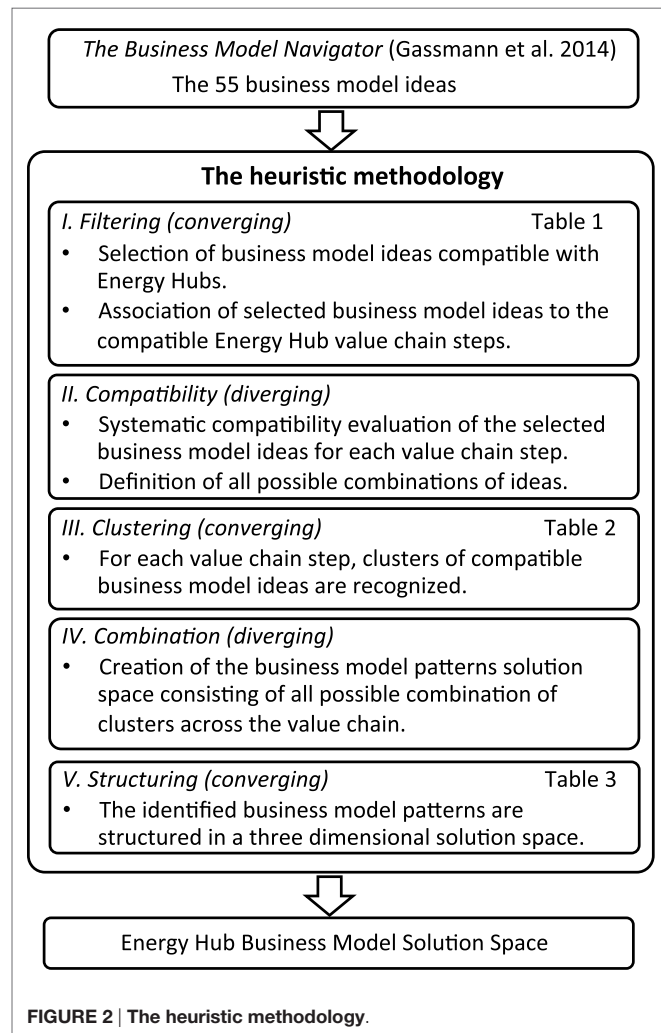 The Business Model Navigator (Gassmann et al. 2014)
The 55 business model ideas
The heuristic methodology
I. Filtering (converging) Table 1
• Selection of business model ideas compatible with
Energy Hubs.
• Association of selected business model ideas to the
compatible Energy Hub value chain steps.
II. Compatibility (diverging)
• Systematic compatibility evaluation of the selected
business model ideas for each value chain step.
• Definition of all possible combinations of ideas.
III. Clustering (converging) Table 2
• For each value chain step, clusters of compatible
business model ideas are recognized.
IV. Combination (diverging)
• Creation of the business model patterns solution
space consisting of all possible combination of
clusters across the value chain.
V. Structuring (converging) Table 3
• The identified business model patterns are
structured in a three dimensional solution space.
Energy Hub Business Model Solution Space
FIGURE 2 | The heuristic methodology.